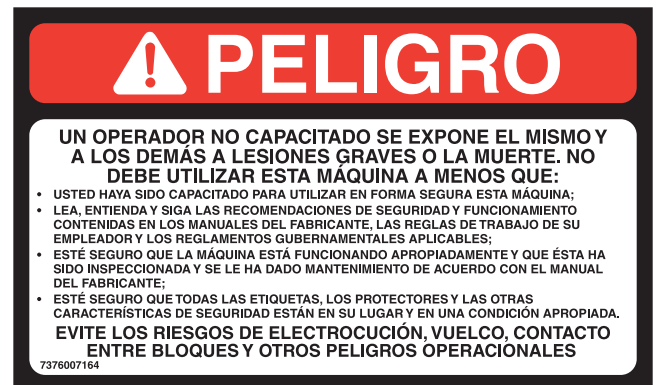 PELIGRO
UN OPERADOR NO CAPACITADO SE EXPONE EL MISMO Y
A LOS DEMÁS A LESIONES GRAVES O LA MUERTE. NO
DEBE UTILIZAR ESTA MÁQUINA A MENOS QUE:
• USTED HAYA SIDO CAPACITADO PARA UTILIZAR EN FORMA SEGURA ESTA MÁQUINA;
• LEA, ENTIENDA Y SIGA LAS RECOMENDACIONES DE SEGURIDAD Y FUNCIONAMIENTO
CONTENIDAS EN LOS MANUALES DEL FABRICANTE, LAS REGLAS DE TRABAJO DE SU
EMPLEADOR Y LOS REGLAMENTOS GUBERNAMENTALES APLICABLES;
• ESTÉ SEGURO QUE LA MÁQUINA ESTÁ FUNCIONANDO APROPIADAMENTE Y QUE ÉSTA HA
SIDO INSPECCIONADA Y SE LE HA DADO MANTENIMIENTO DE ACUERDO CON EL MANUAL
DEL FABRICANTE;
• ESTÉ SEGURO QUE TODAS LAS ETIQUETAS, LOS PROTECTORES Y LAS OTRAS
CARACTERÍSTICAS DE SEGURIDAD ESTÁN EN SU LUGAR Y EN UNA CONDICIÓN APROPIADA.
EVITE LOS RIESGOS DE ELECTROCUCIÓN, VUELCO, CONTACTO
ENTRE BLOQUES Y OTROS PELIGROS OPERACIONALES
7376007164